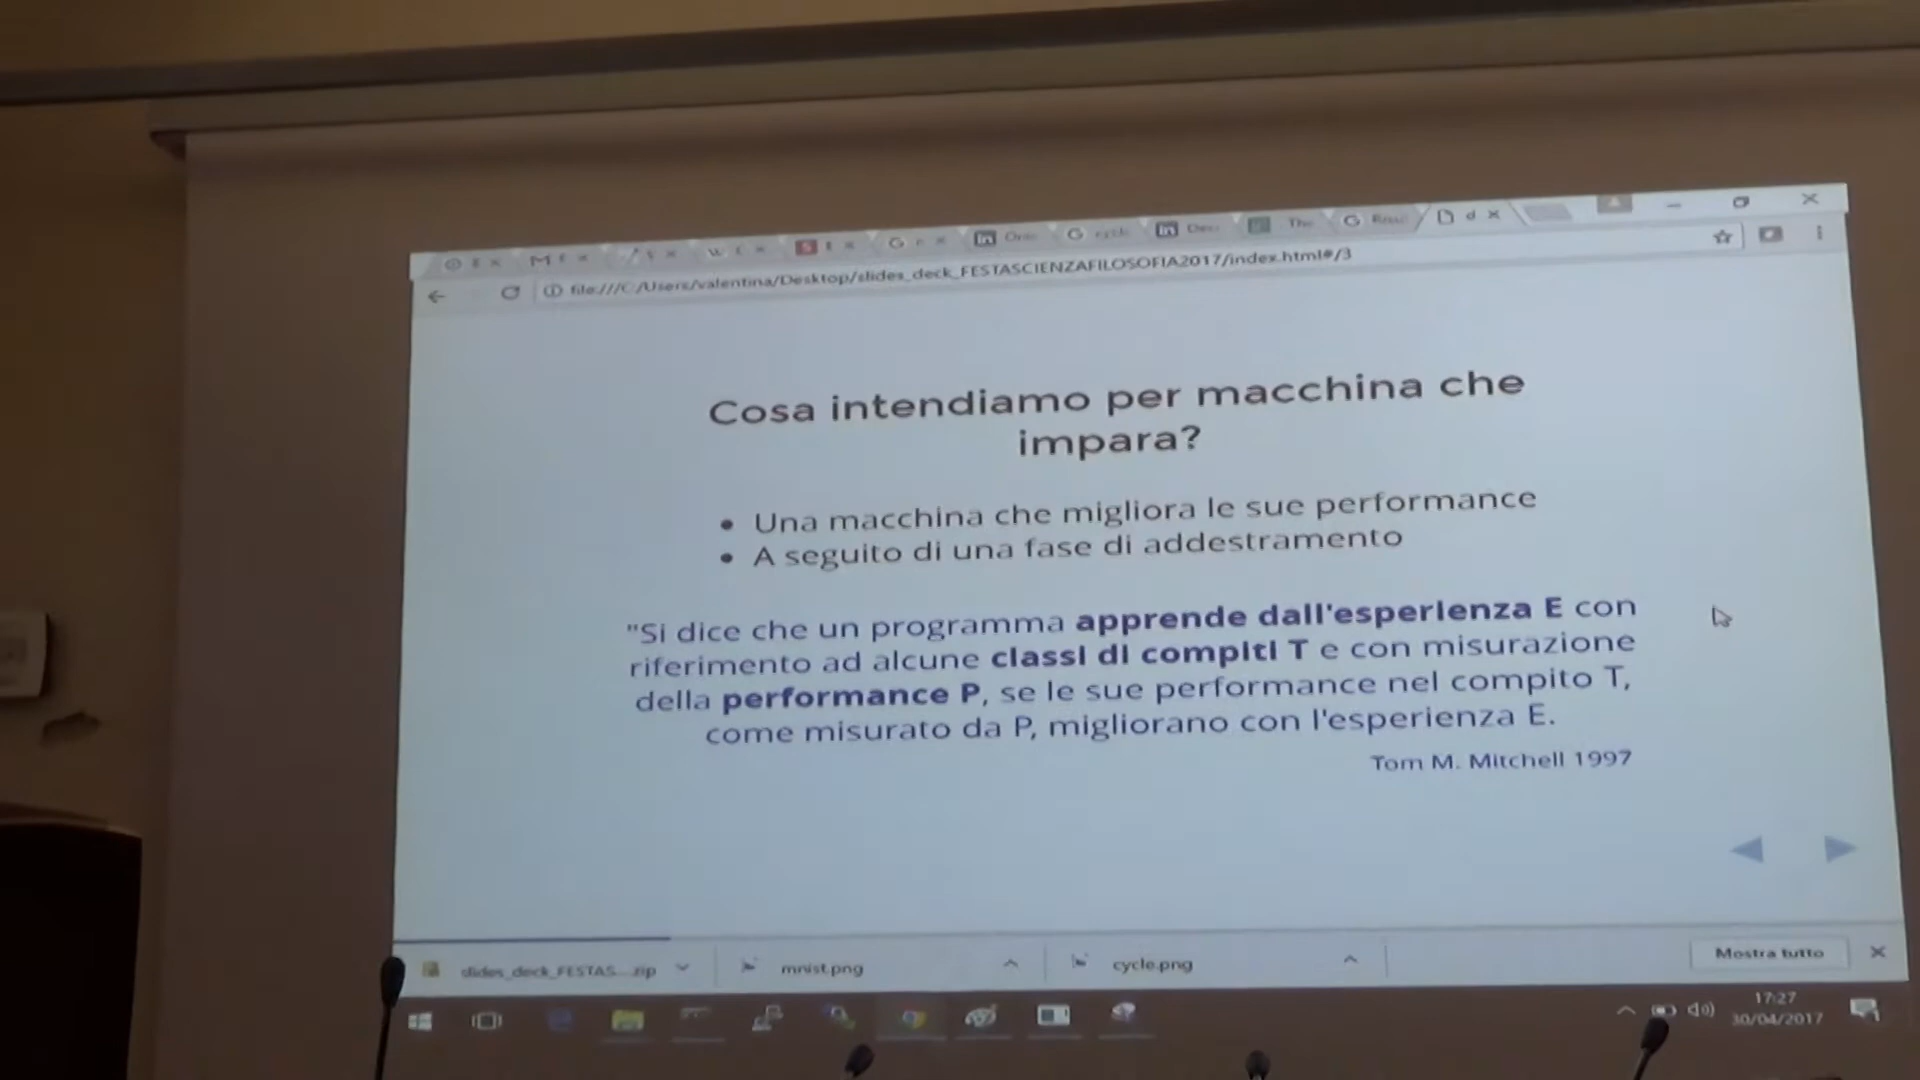 file:///C:/Users/valentina/Desktop/slides_deck_FESTASCIENZAFILOSOFIA2017/index.html#/3
Cosa intendiamo per macchina che
impara?
• Una macchina che migliora le sue performance
• A seguito di una fase di addestramento
"Si dice che un programma apprende dall'esperienza E con
riferimento ad alcune classi di compiti T e con misurazione
della performance P, se le sue performance nel compito T,
come misurato da P, migliorano con l'esperienza E.
Tom M. Mitchell 1997
slides_deck_FESTAS....zip
mnist.png
cycle.png
Mostra tutto
17:27
30/04/2017